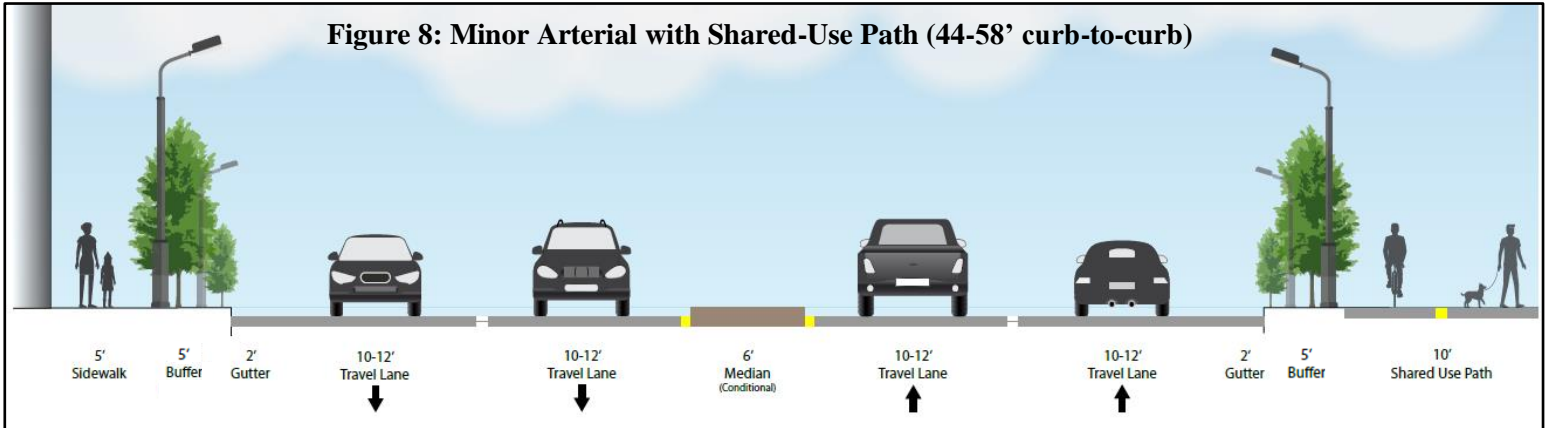 Figure 8: Minor Arterial with Shared-Use Path (44-58’ curb-to-curb)
5’
Sidewalk
5’
Buffer
2’
Gutter
10-12’
Travel Lane
10-12’
Travel Lane
6’
Median
(Conditional)
10-12’
Travel Lane
10-12’
Travel Lane
2’
Gutter
5’
Buffer
10’
Shared Use Path